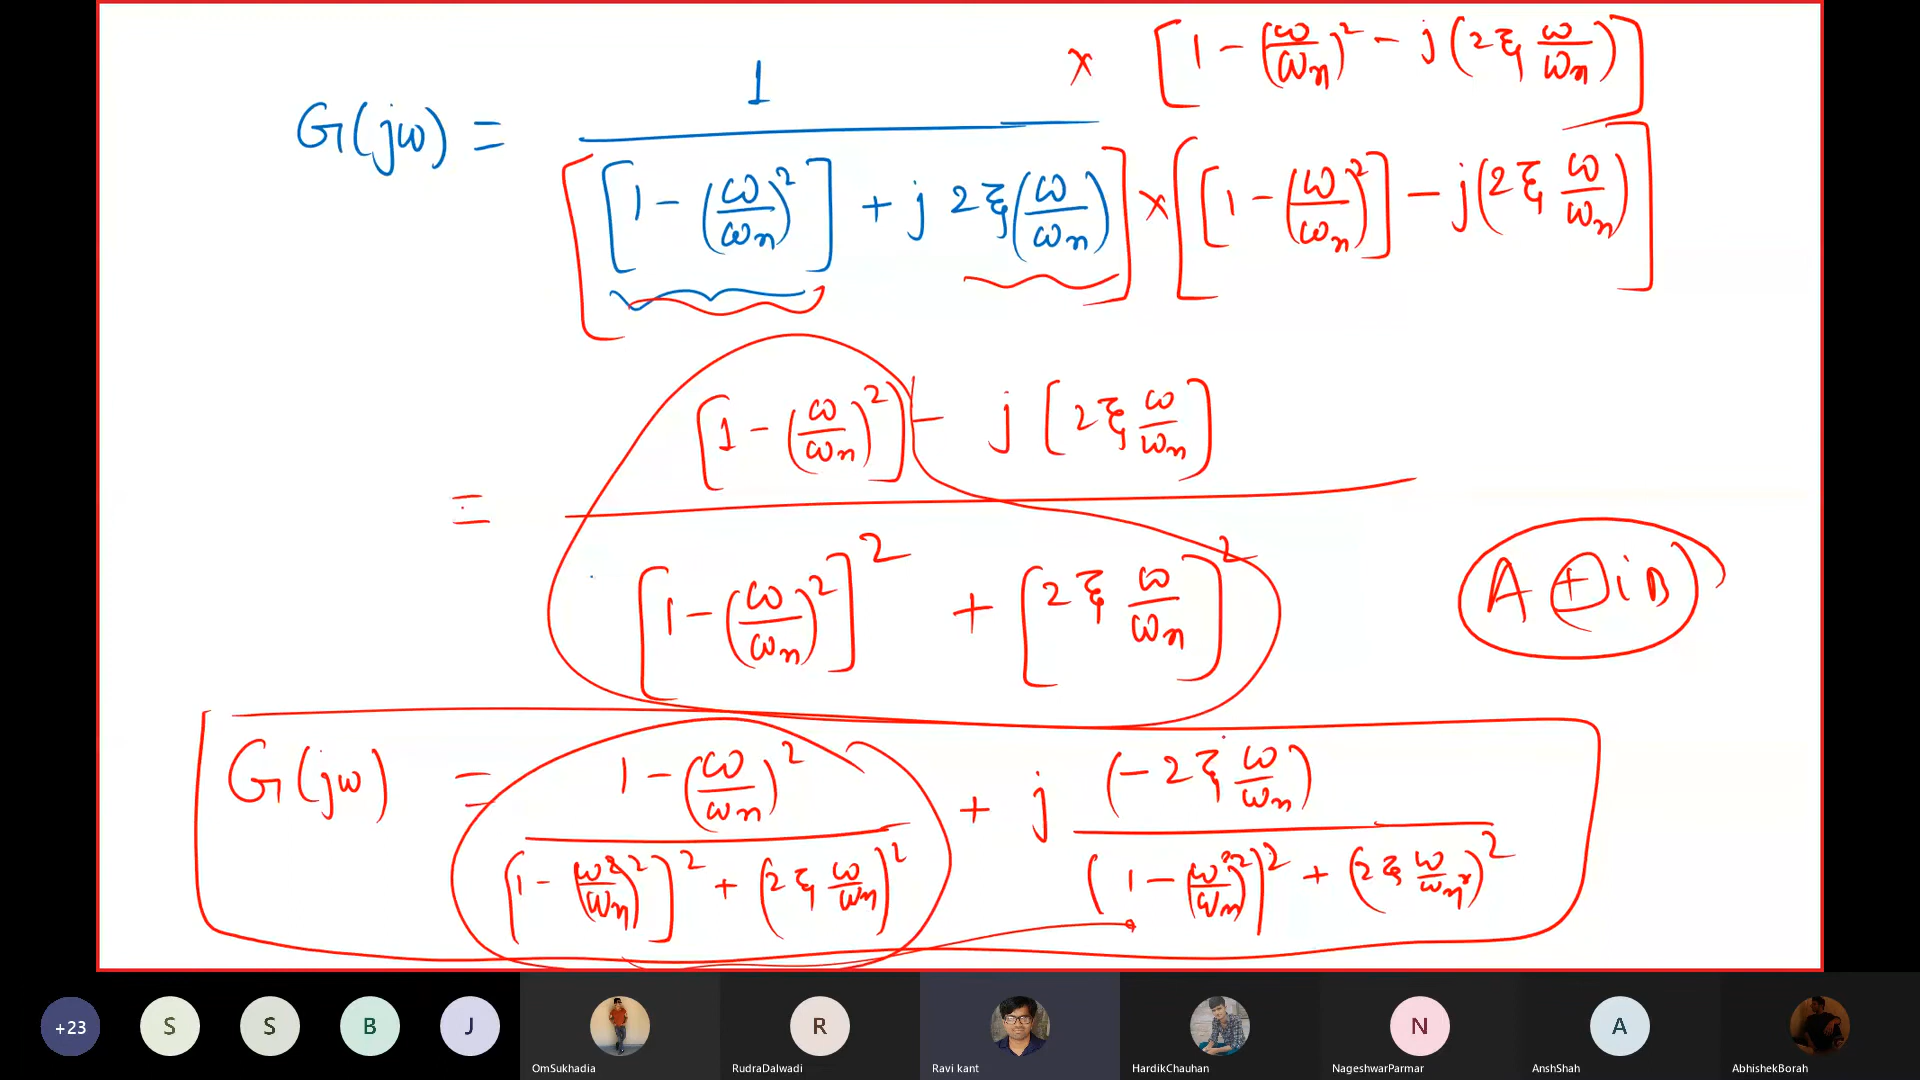 G(jω) = 1 / [[1 − (ω/ωn)²] + j 2ξ(ω/ωn)] × [1 − (ω/ωn)² − j(2ξ ω/ωn)] / [[1 − (ω/ωn)²] − j(2ξ ω/ωn)]
= [1 − (ω/ωn)²] − j [2ξ ω/ωn] / [1 − (ω/ωn)²]² + [2ξ ω/ωn]²
A + iB
G(jω) = 1 − (ω/ωn)² / [1 − (ω/ωn)²]² + (2ξ ω/ωn)² + j (−2ξ ω/ωn) / (1 − (ω/ωn)²)² + (2ξ ω/ωn)²
+23 S S B J R N A
OmSukhadia RudraDalwadi Ravi kant HardikChauhan NageshwarParmar AnshShah AbhishekBorah